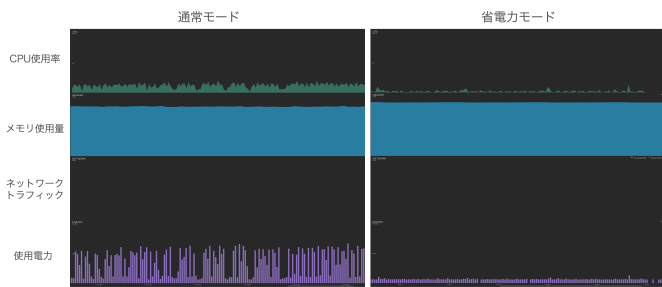 通常モード
省電力モード
CPU使用率
メモリ使用量
ネットワーク
トラフィック
使用電力